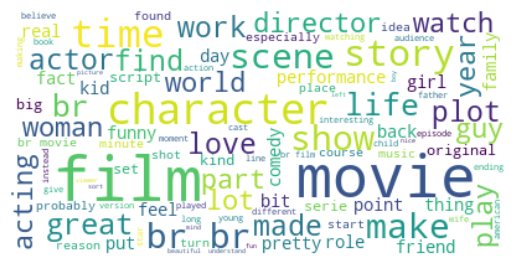 believe
book
real
time
work
found
especially
director
idea
watching
audience
watch
making
actor
find
scene
story
year
family
fact
script
day
picture
action
performance
place
boy
girl
father
kid
world
left
interesting
big
br
character
life
plot
woman
funny
moment
love
cast
show
back
episode
nice
guy
br movie
minute
comedy
br film
course
child
music
original
ending
acting
instead
film
shot
kind
line
movie
set
part
give
viewer
sort
lot
bit
serie
point
thing
play
american
probably
version
played
feel
star
long
mind
young
different
made
make
wife
great
br
br
start
reason
put
turn
fun
pretty
role
friend
beautiful
understand